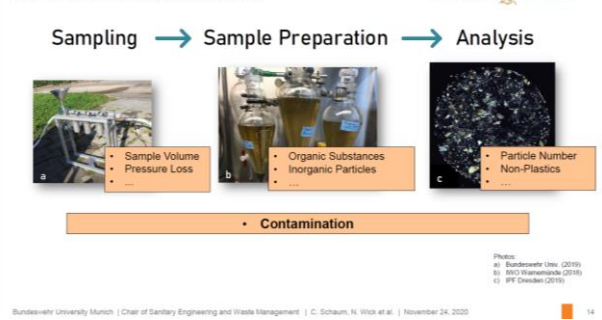 Sampling → Sample Preparation → Analysis
a
• Sample Volume
• Pressure Loss
• ...
b
• Organic Substances
• Inorganic Particles
• ...
c
• Particle Number
• Non-Plastics
• ...
• Contamination
Photos:
a) Bundeswehr Univ. (2019)
b) IWO Warnemünde (2018)
c) IPF Dresden (2019)
Bundeswehr University Munich | Chair of Sanitary Engineering and Waste Management | C. Schaum, N. Wick et al. | November 24, 2020
14